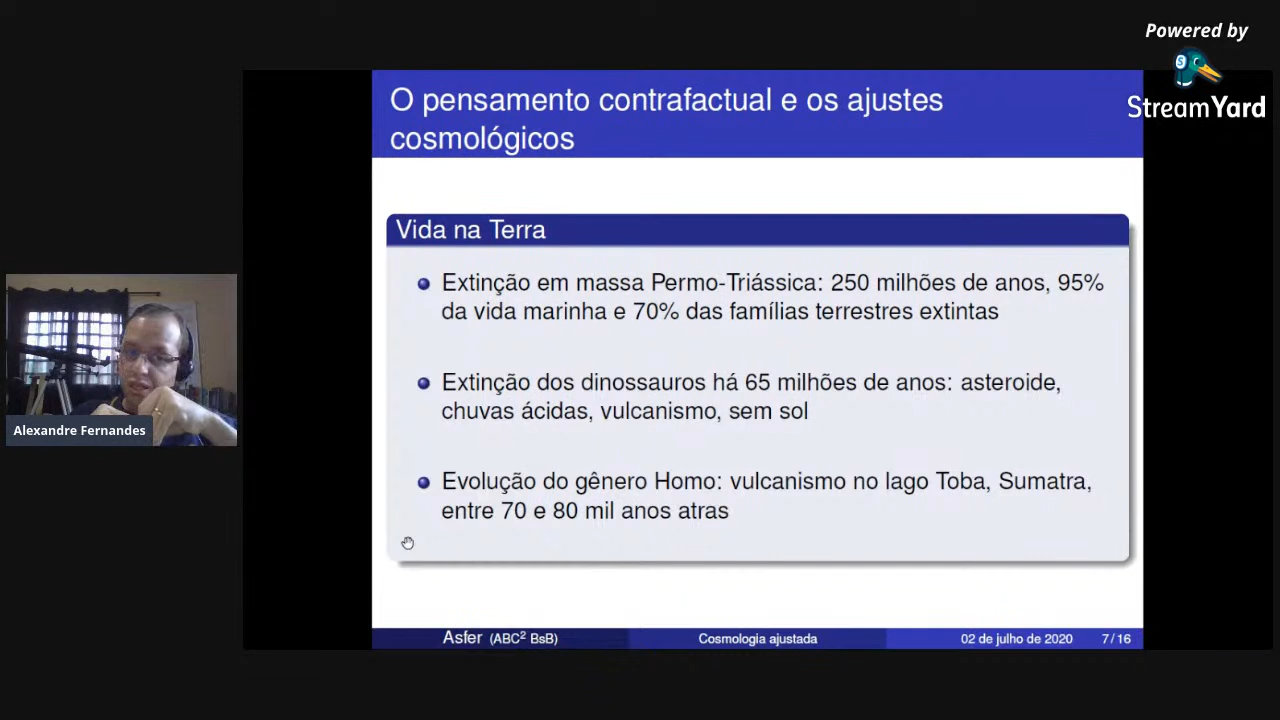 Powered by
StreamYard
O pensamento contrafactual e os ajustes
cosmológicos
Vida na Terra
Extinção em massa Permo-Triássica: 250 milhões de anos, 95%
da vida marinha e 70% das famílias terrestres extintas
Extinção dos dinossauros há 65 milhões de anos: asteroide,
chuvas ácidas, vulcanismo, sem sol
Evolução do gênero Homo: vulcanismo no lago Toba, Sumatra,
entre 70 e 80 mil anos atras
Alexandre Fernandes
Asfer (ABC² BsB) Cosmologia ajustada 02 de julho de 2020 7/16